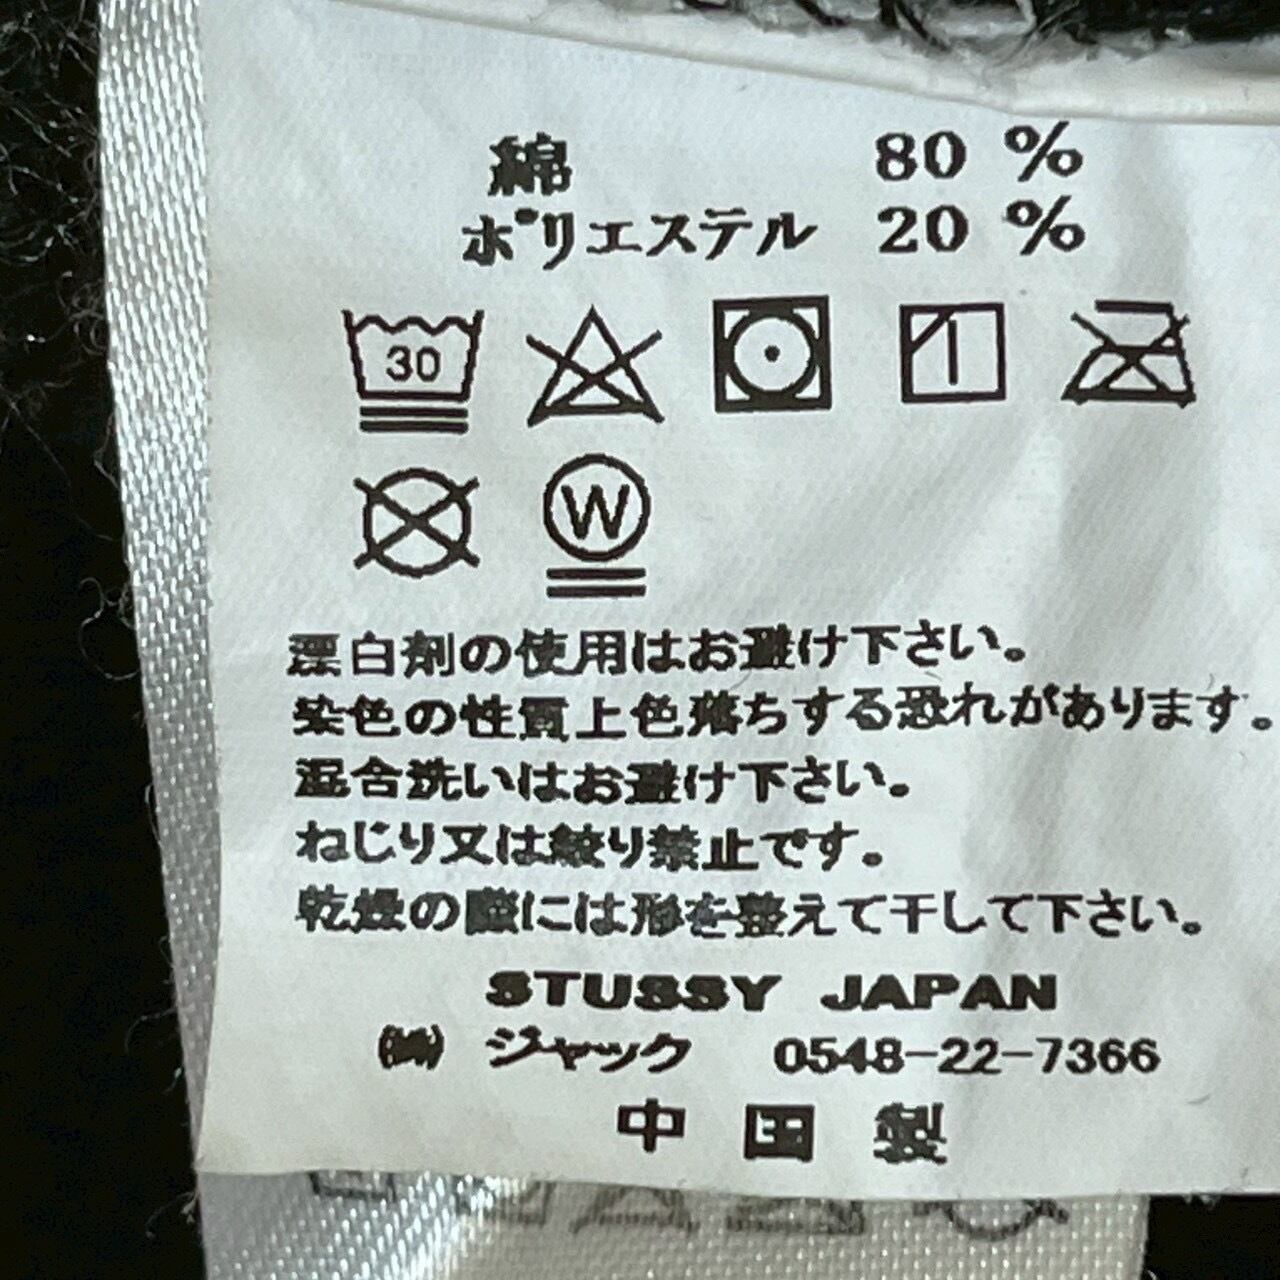 綿 80 %
ポリエステル 20 %
30
W
漂白剤の使用はお避け下さい。
染色の性質上色落ちする恐れがあります。
混合洗いはお避け下さい。
ねじり又は絞り禁止です。
乾燥の際には形を整えて干して下さい。
STUSSY JAPAN
㈱ ジャック 0548-22-7366
中国製